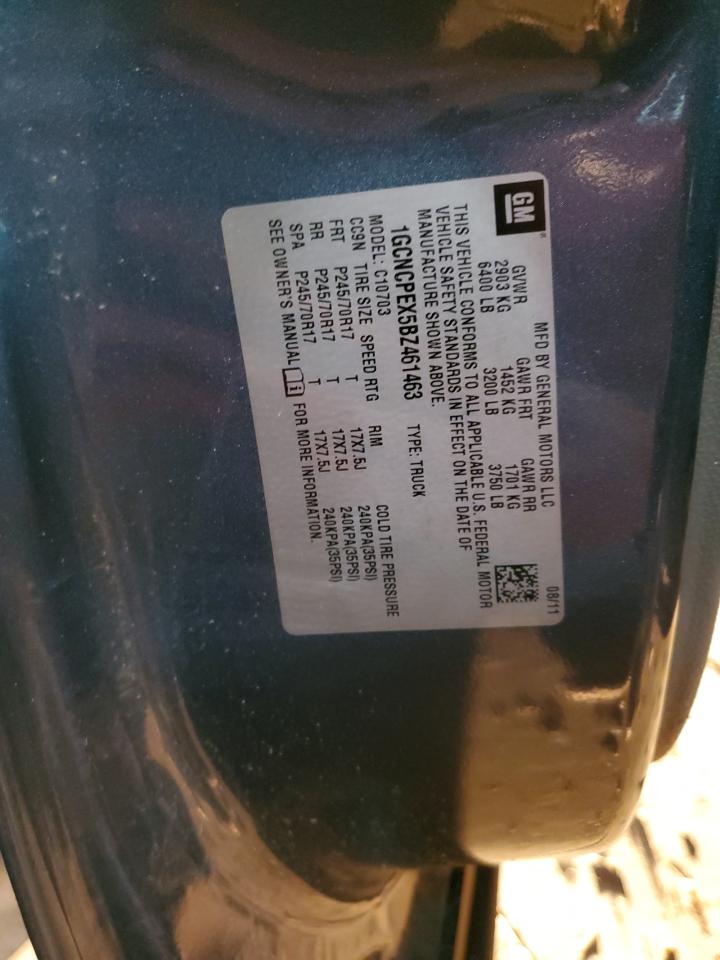 GM
MFD BY GENERAL MOTORS LLC 08/11
GVWR GAWR FRT GAWR RR
2903 KG 1452 KG 1701 KG
6400 LB 3200 LB 3750 LB
THIS VEHICLE CONFORMS TO ALL APPLICABLE U.S. FEDERAL MOTOR
VEHICLE SAFETY STANDARDS IN EFFECT ON THE DATE OF
MANUFACTURE SHOWN ABOVE.
1GCNCPEX5BZ461463 TYPE: TRUCK
MODEL: C10703
CC9N TIRE SIZE SPEED RTG RIM COLD TIRE PRESSURE
FRT P245/70R17 T 17X7.5J 240KPA(35PSI)
RR P245/70R17 T 17X7.5J 240KPA(35PSI)
SPA P245/70R17 T 17X7.5J 240KPA(35PSI)
SEE OWNER'S MANUAL FOR MORE INFORMATION.